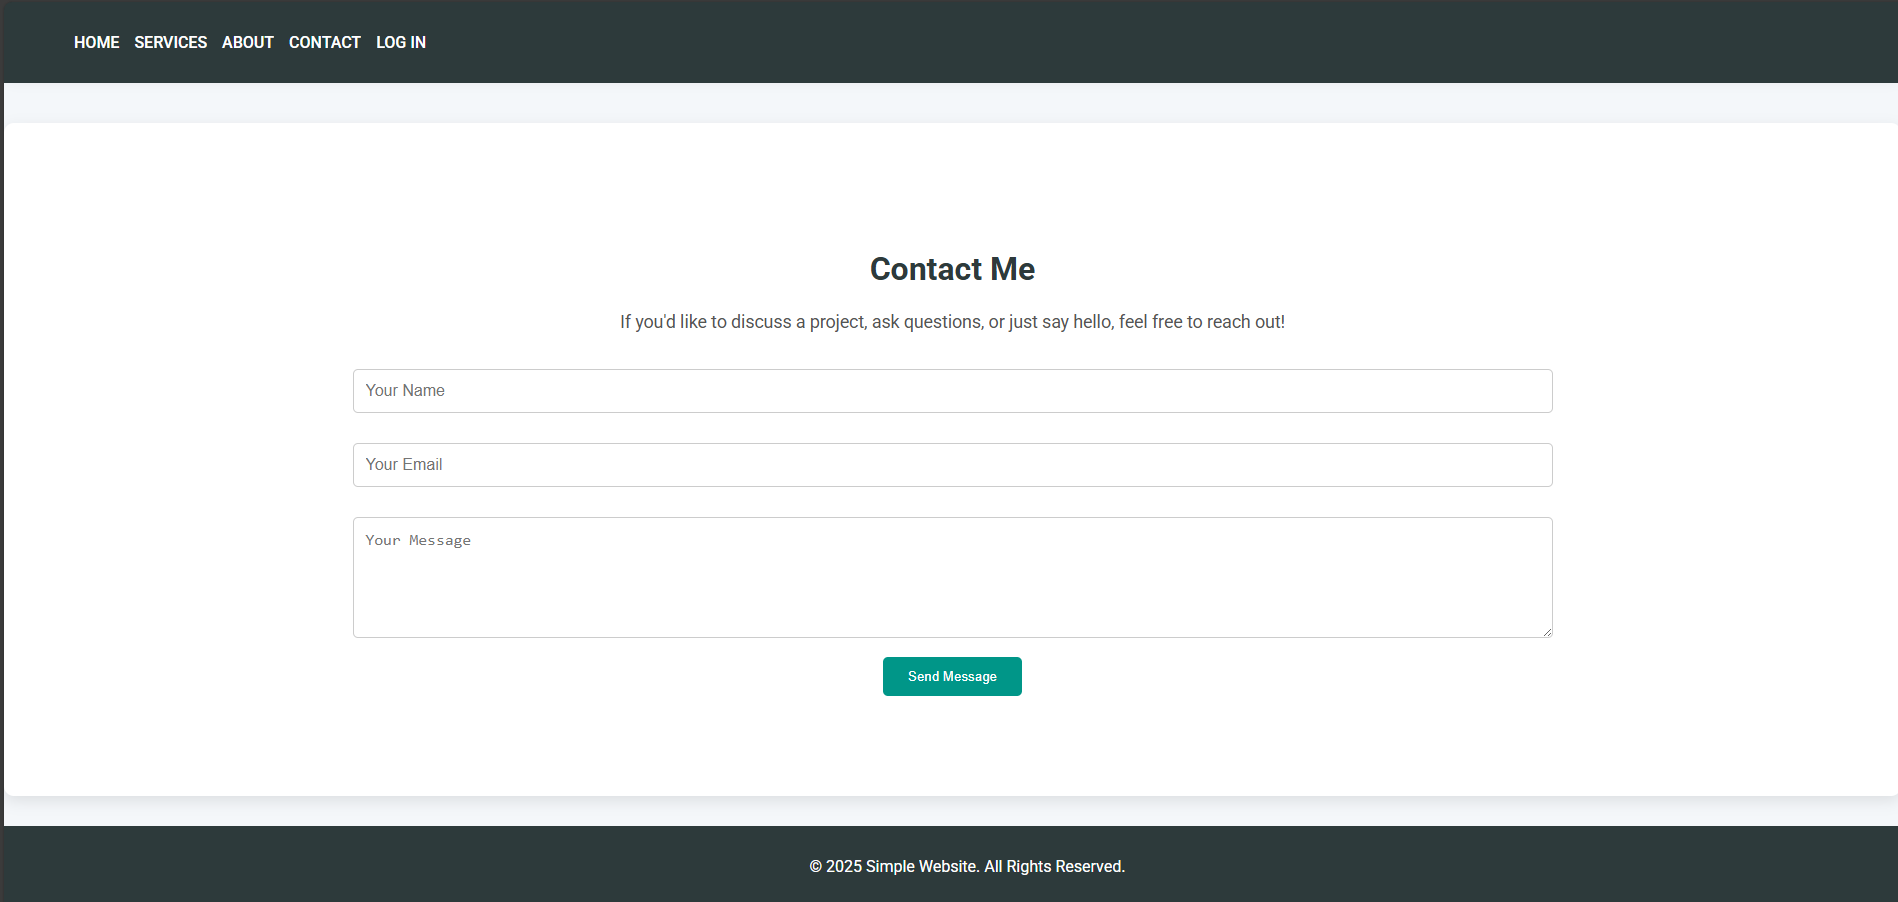 HOME SERVICES ABOUT CONTACT LOG IN
Contact Me
If you'd like to discuss a project, ask questions, or just say hello, feel free to reach out!
Your Name
Your Email
Your Message
Send Message
© 2025 Simple Website. All Rights Reserved.